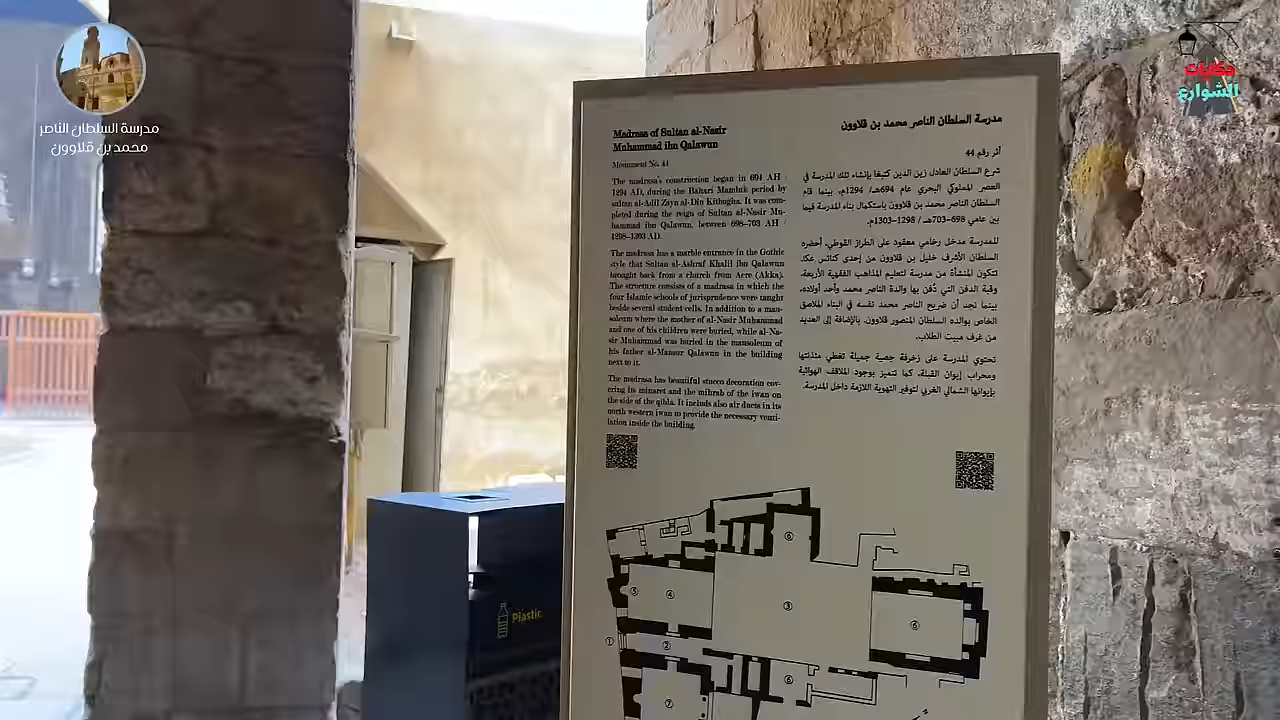 مدرسة السلطان الناصر
محمد بن قلاوون
حكايات
الشوارع
Madrasa of Sultan al-Nasir
Muhammad ibn Qalawun
Monument No. 44
The madrasa's construction began in 694 AH /
1294 AD, during the Bahari Mamluk period by
sultan al-Adil Zayn al-Din Kitbugha. It was com-
pleted during the reign of Sultan al-Nasir Mu-
hammad ibn Qalawun, between 698–703 AH /
1298–1303 AD.
The madrasa has a marble entrance in the Gothic
style that Sultan al-Ashraf Khalil ibn Qalawun
brought back from a church from Acre (Akka).
The structure consists of a madrasa in which the
four Islamic schools of jurisprudence were taught
beside several student cells. In addition to a mau-
soleum where the mother of al-Nasir Muhammad
and one of his children were buried, while al-Na-
sir Muhammad was buried in the mausoleum of
his father al-Mansur Qalawun in the building
next to it.
The madrasa has beautiful stucco decoration cov-
ering its minaret and the mihrab of the iwan on
the side of the qibla. It includs also air ducts in its
north western iwan to provide the necessary venti-
lation inside the building.
مدرسة السلطان الناصر محمد بن قلاوون
أثر رقم 44
شرع السلطان العادل زين الدين كتبغا بإنشاء تلك المدرسة في
العصر المملوكي البحري عام 694هـ/ 1294م، بينما قام
السلطان الناصر محمد بن قلاوون باستكمال بناء المدرسة فيما
بين عامي 698–703هـ / 1298–1303م.
للمدرسة مدخل رخامي معقود على الطراز القوطي، أحضره
السلطان الأشرف خليل بن قلاوون من إحدى كنائس عكا.
تتكون المنشأة من مدرسة لتعليم المذاهب الفقهية الأربعة،
وقبة الدفن التي دُفن بها والدة الناصر محمد وأحد أولاده،
بينما نجد أن ضريح الناصر محمد نفسه في البناء الملاصق
الخاص بوالده السلطان المنصور قلاوون. بالإضافة إلى العديد
من غرف مبيت الطلاب.
تحتوي المدرسة على زخرفة جصية جميلة تغطي مئذنتها
ومحراب إيوان القبلة. كما تتميز بوجود الملاقف الهوائية
بإيوانها الشمالي الغربي لتوفير التهوية اللازمة داخل المدرسة.
Plastic
6
5
4
3
6
1
2
6
7